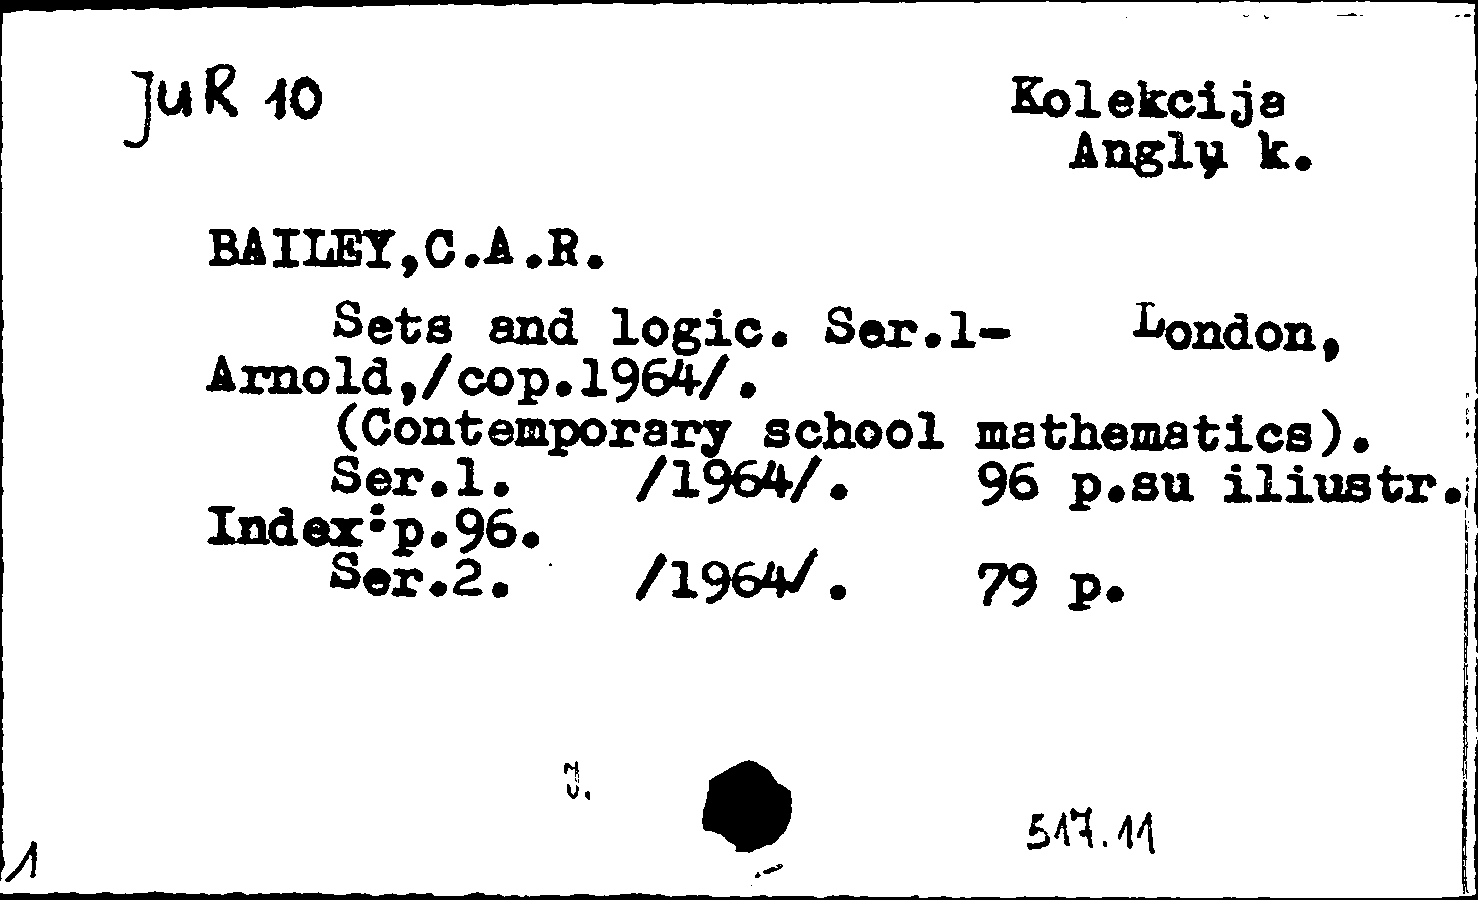 JuR 10
Kolekcija
Anglų k.
BAILEY,C.A.R.
Sets and logic. Ser.1- London,
Arnold,/cop.1964/.
(Contemporary school mathematics).
Ser.1. /1964/. 96 p.su iliustr.
Index:p.96.
Ser.2. /1964/. 79 p.
J.
517.11
1